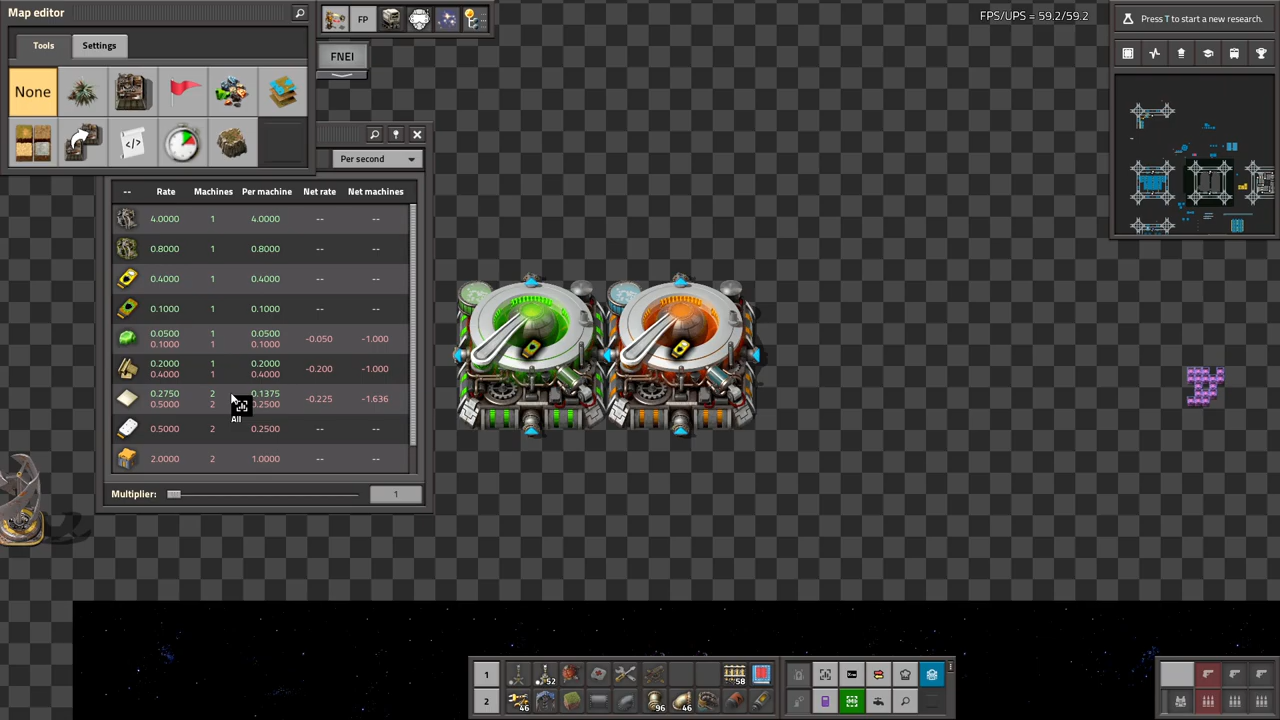 Map editor
FP
FPS/UPS = 59.2/59.2
Press T to start a new research.
Tools
Settings
FNEI
None
</>
Per second
--
Rate
Machines
Per machine
Net rate
Net machines
4.0000 1 4.0000 -- --
0.8000 1 0.8000 -- --
0.4000 1 0.4000 -- --
0.1000 1 0.1000 -- --
0.0500 1 0.0500
0.1000 1 0.1000
-0.050 -1.000
0.2000 1 0.2000
0.4000 1 0.4000
-0.200 -1.000
0.2750 2 0.1375
0.5000 2 0.2500
-0.225 -1.636
All
0.5000 2 0.2500 -- --
2.0000 2 1.0000 -- --
Multiplier:
1
1
52
58
2
46
96
46